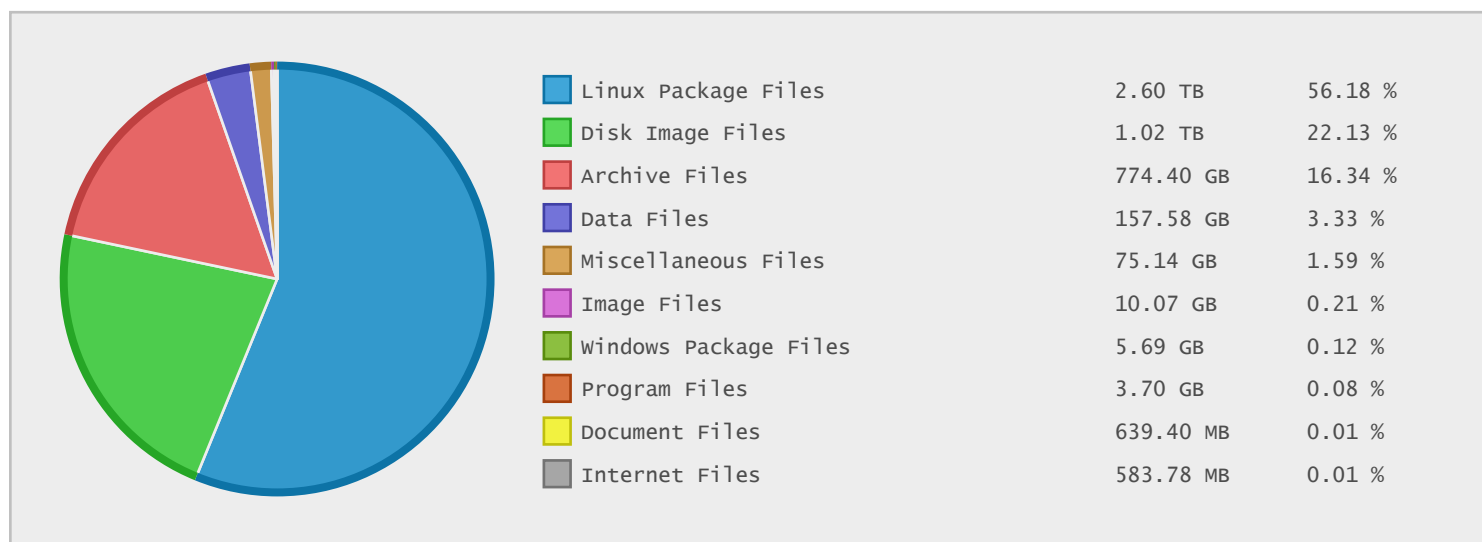 Linux Package Files 2.60 TB 56.18 %
Disk Image Files 1.02 TB 22.13 %
Archive Files 774.40 GB 16.34 %
Data Files 157.58 GB 3.33 %
Miscellaneous Files 75.14 GB 1.59 %
Image Files 10.07 GB 0.21 %
Windows Package Files 5.69 GB 0.12 %
Program Files 3.70 GB 0.08 %
Document Files 639.40 MB 0.01 %
Internet Files 583.78 MB 0.01 %